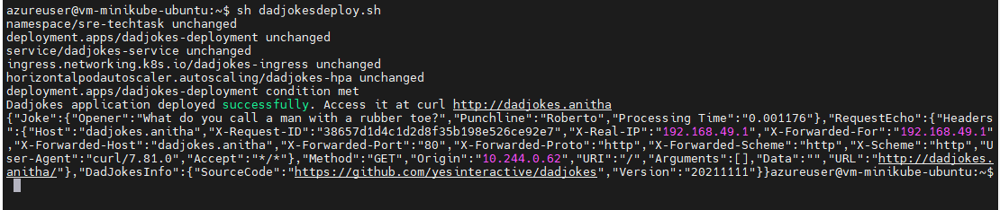 azureuser@vm-minikube-ubuntu:~$ sh dadjokesdeploy.sh
namespace/sre-techtask unchanged
deployment.apps/dadjokes-deployment unchanged
service/dadjokes-service unchanged
ingress.networking.k8s.io/dadjokes-ingress unchanged
horizontalpodautoscaler.autoscaling/dadjokes-hpa unchanged
deployment.apps/dadjokes-deployment condition met
Dadjokes application deployed successfully. Access it at curl http://dadjokes.anitha
{"Joke":{"Opener":"What do you call a man with a rubber toe?","Punchline":"Roberto","Processing Time":"0.001176"},"RequestEcho":{"Headers
":{"Host":"dadjokes.anitha","X-Request-ID":"38657d1d4c1d2d8f35b198e526ce92e7","X-Real-IP":"192.168.49.1","X-Forwarded-For":"192.168.49.1"
,"X-Forwarded-Host":"dadjokes.anitha","X-Forwarded-Port":"80","X-Forwarded-Proto":"http","X-Forwarded-Scheme":"http","X-Scheme":"http","U
ser-Agent":"curl/7.81.0","Accept":"*/*"},"Method":"GET","Origin":"10.244.0.62","URI":"/","Arguments":[],"Data":"","URL":"http://dadjokes.
anitha/"},"DadJokesInfo":{"SourceCode":"https://github.com/yesinteractive/dadjokes","Version":"20211111"}}azureuser@vm-minikube-ubuntu:~$